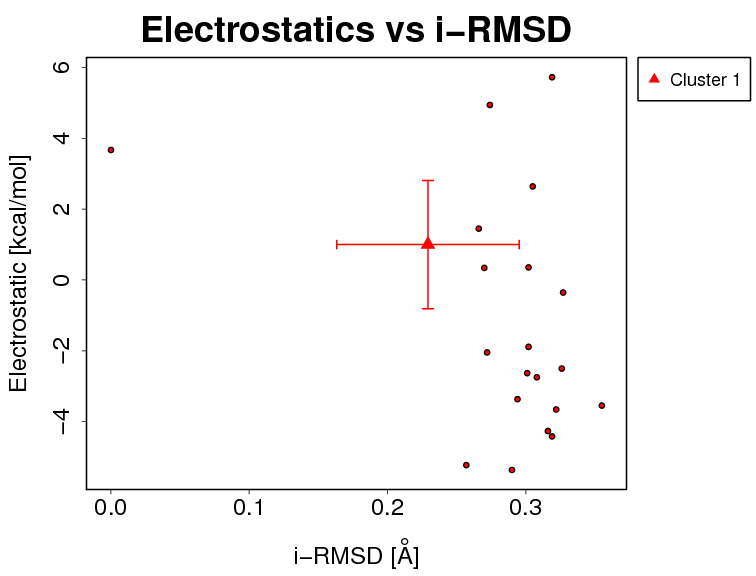 Electrostatics vs i−RMSD
Cluster 1
Electrostatic [kcal/mol]
6
4
2
0
−2
−4
0.0 0.1 0.2 0.3
i−RMSD [Å]